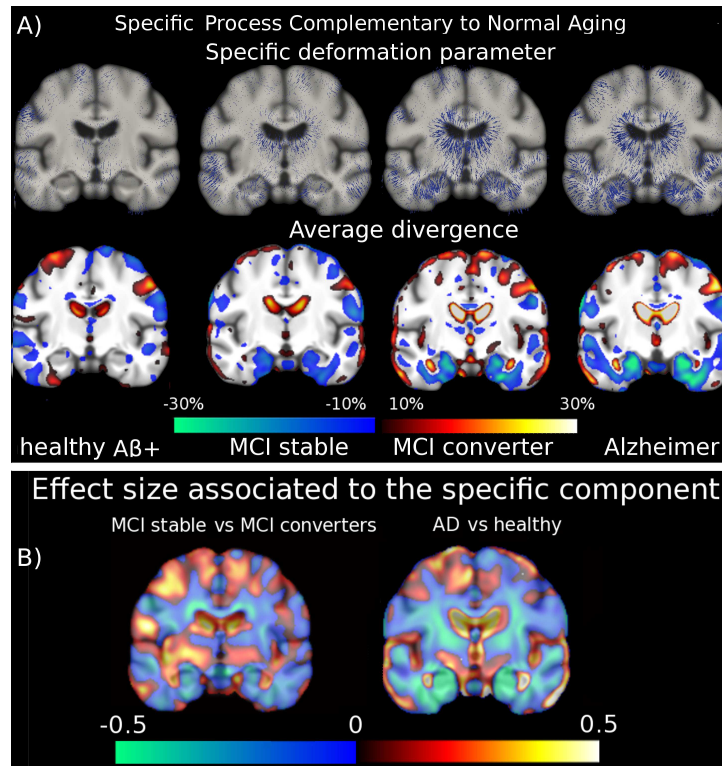 A)
Specific Process Complementary to Normal Aging
Specific deformation parameter
Average divergence
-30% -10% 10% 30%
healthy Aβ+ MCI stable MCI converter Alzheimer
Effect size associated to the specific component
MCI stable vs MCI converters AD vs healthy
B)
-0.5 0 0.5